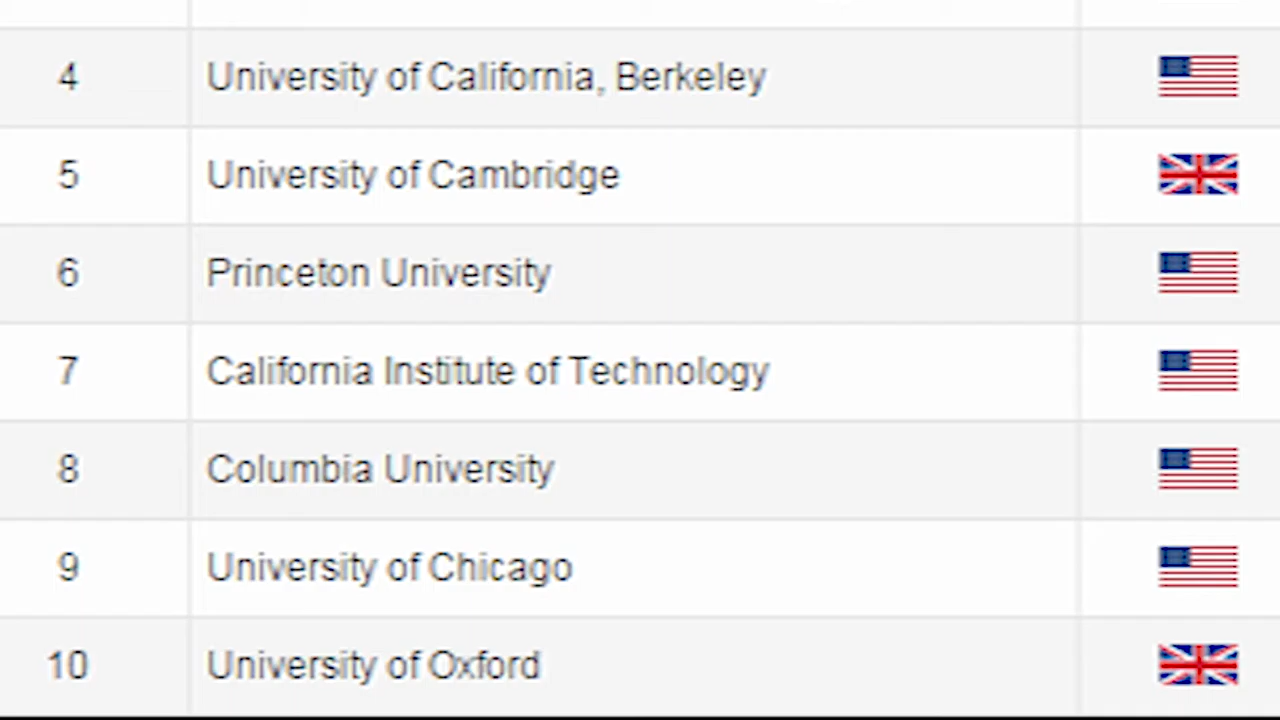 4 University of California, Berkeley
5 University of Cambridge
6 Princeton University
7 California Institute of Technology
8 Columbia University
9 University of Chicago
10 University of Oxford